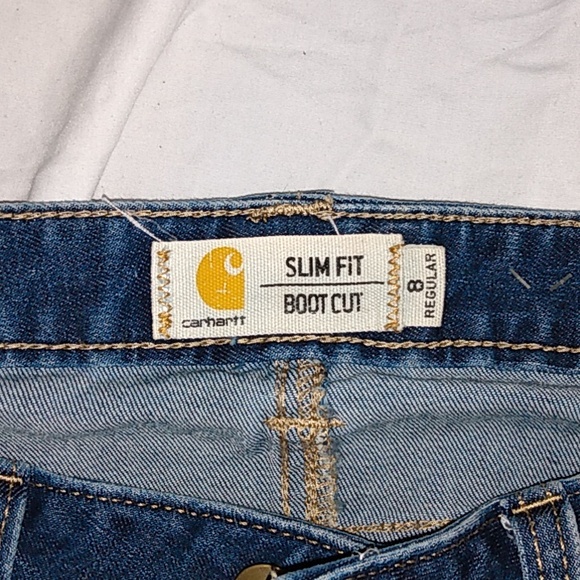 carhartt
SLIM FIT
BOOT CUT
8
REGULAR